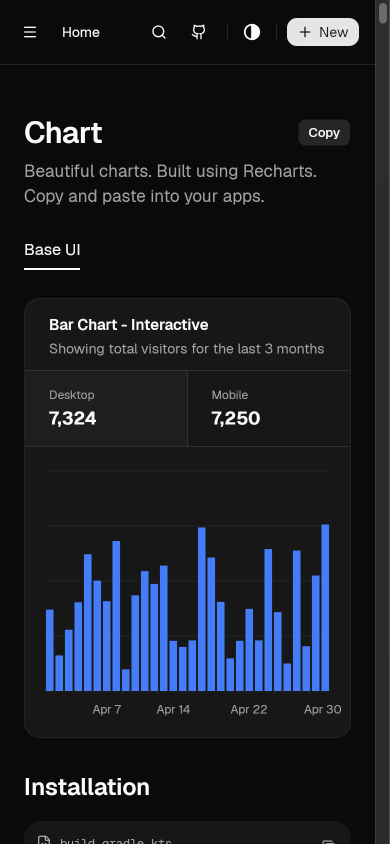 Home
New
Chart
Copy
Beautiful charts. Built using Recharts.
Copy and paste into your apps.
Base UI
Bar Chart - Interactive
Showing total visitors for the last 3 months
Desktop
7,324
Mobile
7,250
Apr 7
Apr 14
Apr 22
Apr 30
Installation
build.gradle.kts